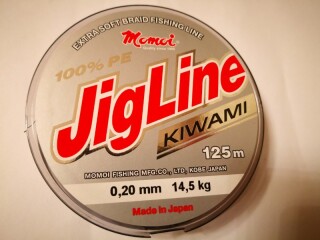 EXTRA SOFT BRAID FISHING LINE
Momoi
100% PE
JigLine
KIWAMI
125m
MOMOI FISHING MFG.CO., LTD. KOBE-JAPAN
0,20 mm 14,5 kg
Made in Japan